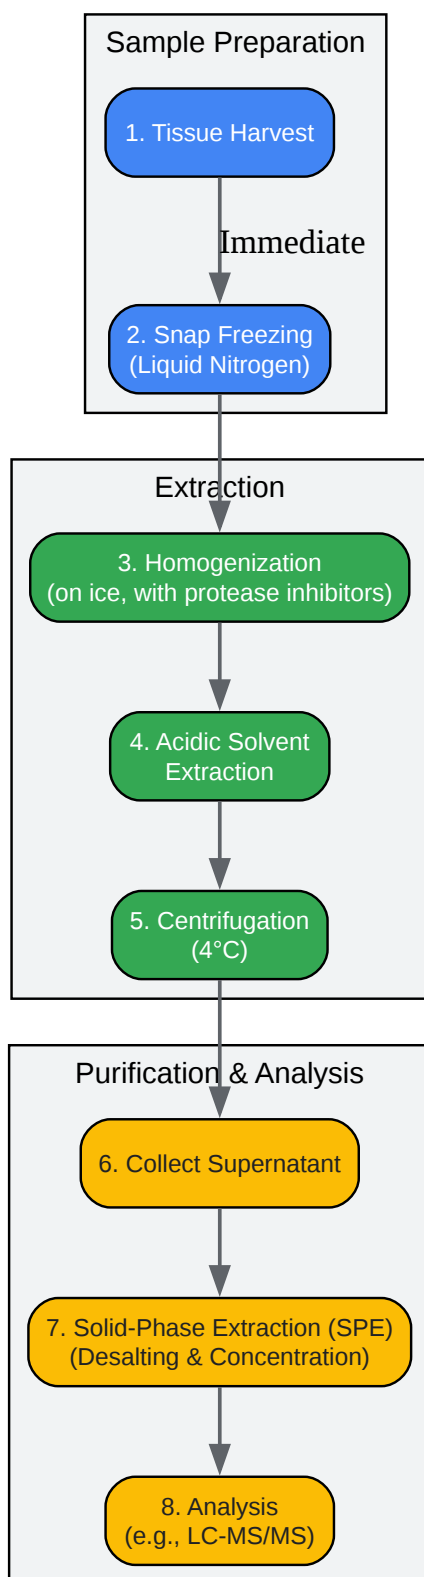 Sample Preparation
1. Tissue Harvest
Immediate
2. Snap Freezing
(Liquid Nitrogen)
Extraction
3. Homogenization
(on ice, with protease inhibitors)
4. Acidic Solvent
Extraction
5. Centrifugation
(4°C)
Purification & Analysis
6. Collect Supernatant
7. Solid-Phase Extraction (SPE)
(Desalting & Concentration)
8. Analysis
(e.g., LC-MS/MS)